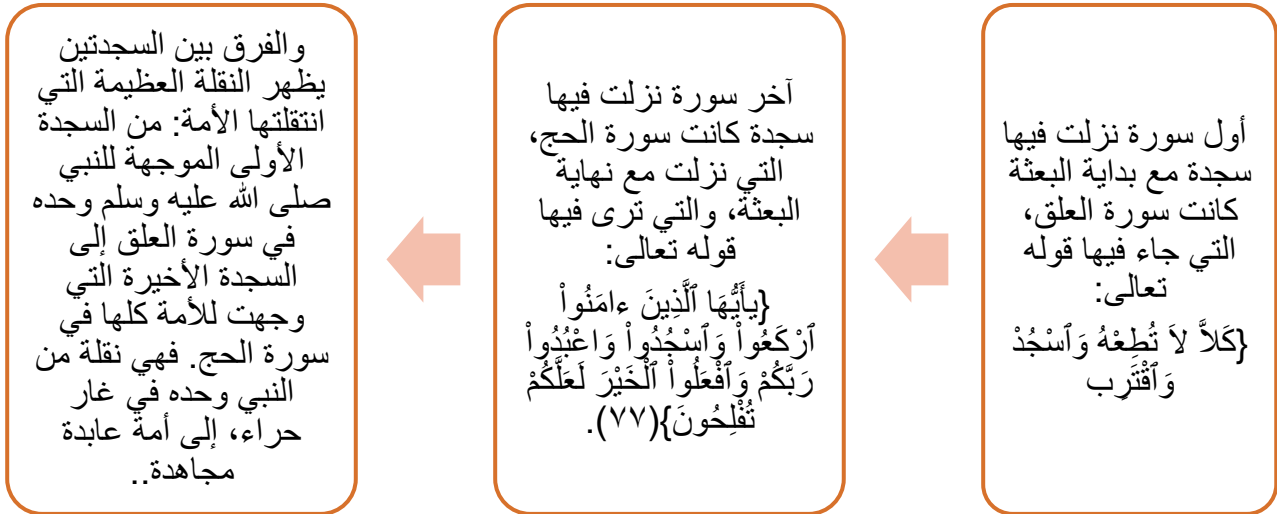 أول سورة نزلت فيها
سجدة مع بداية البعثة
كانت سورة العلق،
التي جاء فيها قوله
تعالى:
{كَلاَّ لاَ تُطِعْهُ وَٱسْجُدْ
وَٱقْتَرِب
آخر سورة نزلت فيها
سجدة كانت سورة الحج،
التي نزلت مع نهاية
البعثة، والتي ترى فيها
قوله تعالى:
{يأَيُّهَا ٱلَّذِينَ ءامَنُواْ
ٱرْكَعُواْ وَٱسْجُدُواْ وَاعْبُدُواْ
رَبَّكُمْ وَٱفْعَلُواْ ٱلْخَيْرَ لَعَلَّكُمْ
تُفْلِحُونَ}(٧٧).
والفرق بين السجدتين
يظهر النقلة العظيمة التي
انتقلتها الأمة: من السجدة
الأولى الموجهة للنبي
صلى الله عليه وسلم وحده
في سورة العلق إلى
السجدة الأخيرة التي
وجهت للأمة كلها في
سورة الحج. فهي نقلة من
النبي وحده في غار
حراء، إلى أمة عابدة
مجاهدة..